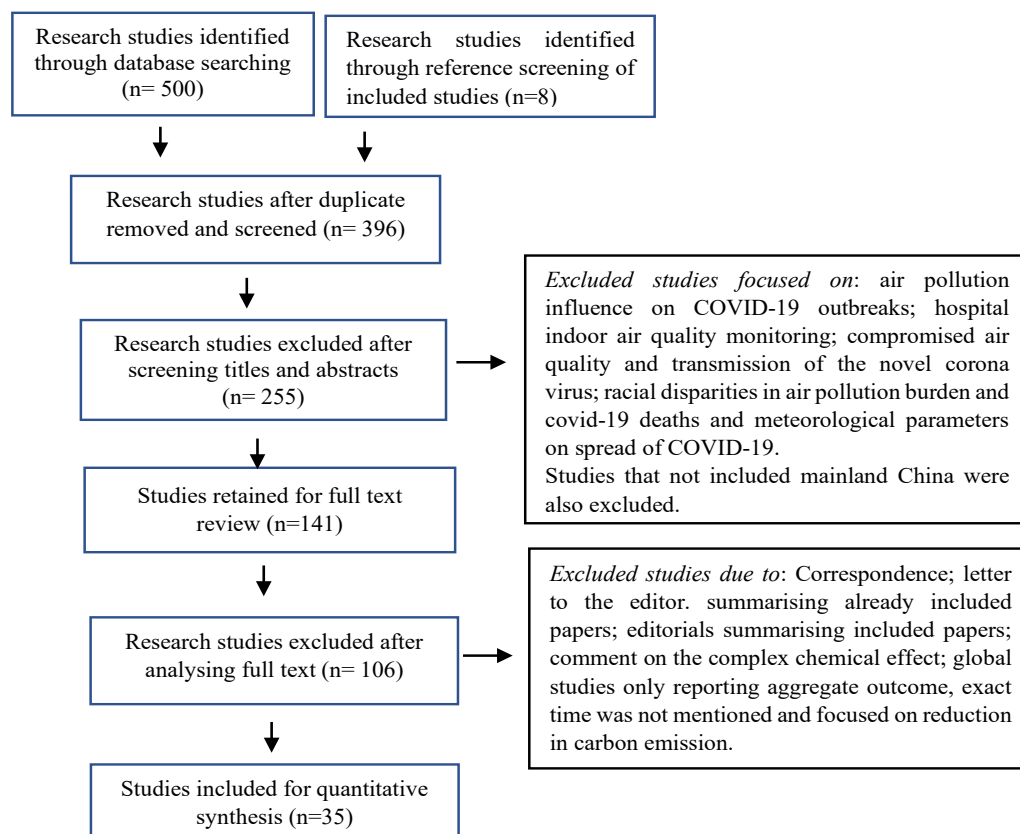 Research studies identified
through database searching
(n= 500)
Research studies identified
through reference screening of
included studies (n=8)
Research studies after duplicate
removed and screened (n= 396)
Research studies excluded after
screening titles and abstracts
(n= 255)
Excluded studies focused on: air pollution
influence on COVID-19 outbreaks; hospital
indoor air quality monitoring; compromised air
quality and transmission of the novel corona
virus; racial disparities in air pollution burden and
covid-19 deaths and meteorological parameters
on spread of COVID-19.
Studies that not included mainland China were
also excluded.
Studies retained for full text
review (n=141)
Research studies excluded after
analysing full text (n= 106)
Excluded studies due to: Correspondence; letter
to the editor. summarising already included
papers; editorials summarising included papers;
comment on the complex chemical effect; global
studies only reporting aggregate outcome, exact
time was not mentioned and focused on reduction
in carbon emission.
Studies included for quantitative
synthesis (n=35)